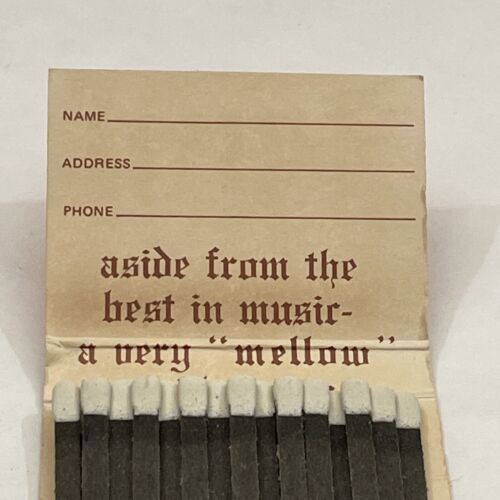 NAME
ADDRESS
PHONE
aside from the
best in music-
a very "mellow"